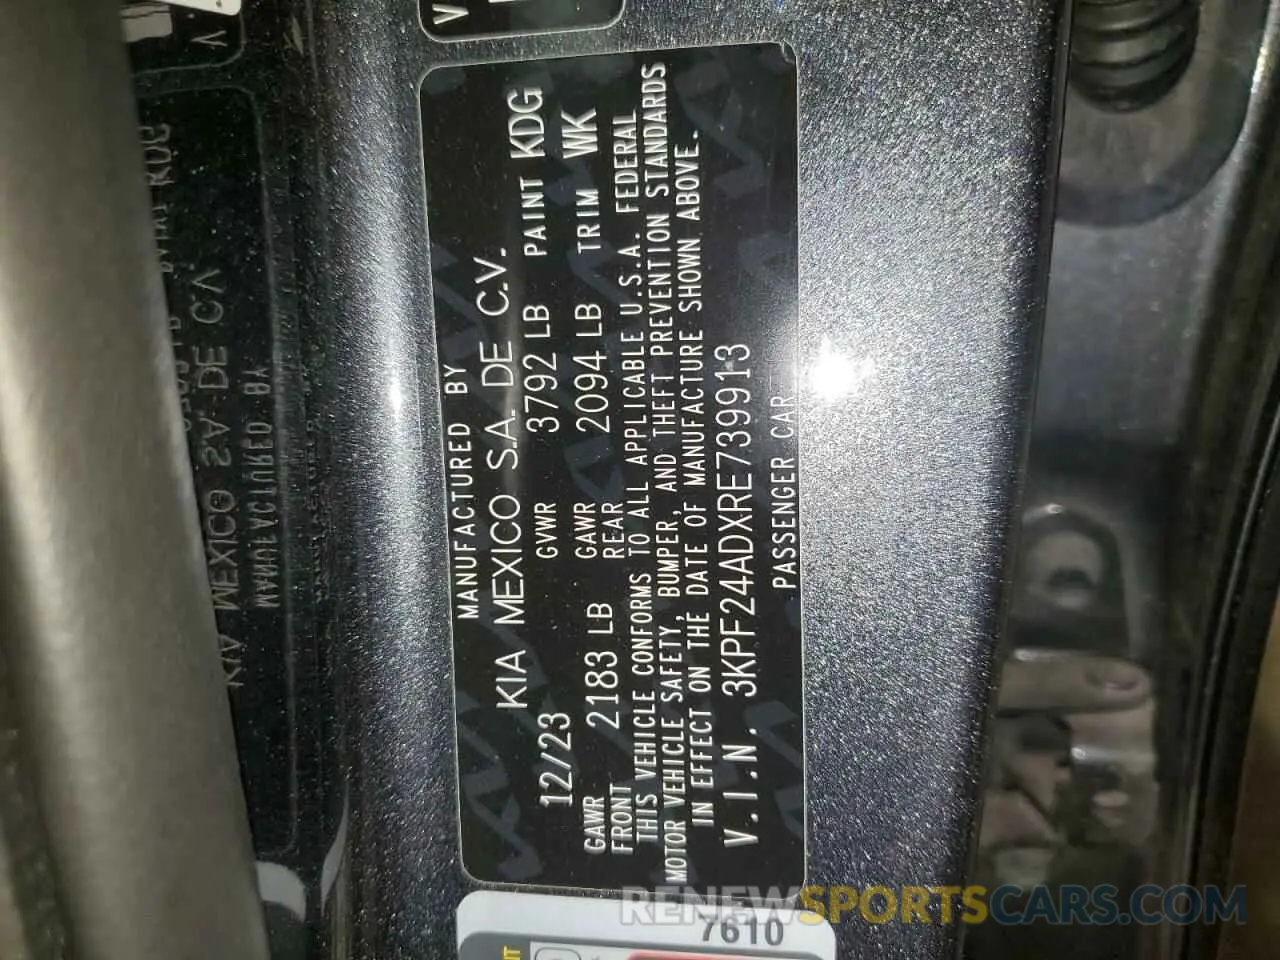 MANUFACTURED BY
KIA MEXICO S.A. DE C.V.
12/23 GVWR 3792 LB PAINT KDG
GAWR FRONT 2183 LB GAWR REAR 2094 LB TRIM WK
THIS VEHICLE CONFORMS TO ALL APPLICABLE U.S.A. FEDERAL
MOTOR VEHICLE SAFETY, BUMPER, AND THEFT PREVENTION STANDARDS
IN EFFECT ON THE DATE OF MANUFACTURE SHOWN ABOVE.
V.I.N. 3KPF24ADXRE739913
PASSENGER CAR
7610
RENEWSPORTSCARS.COM